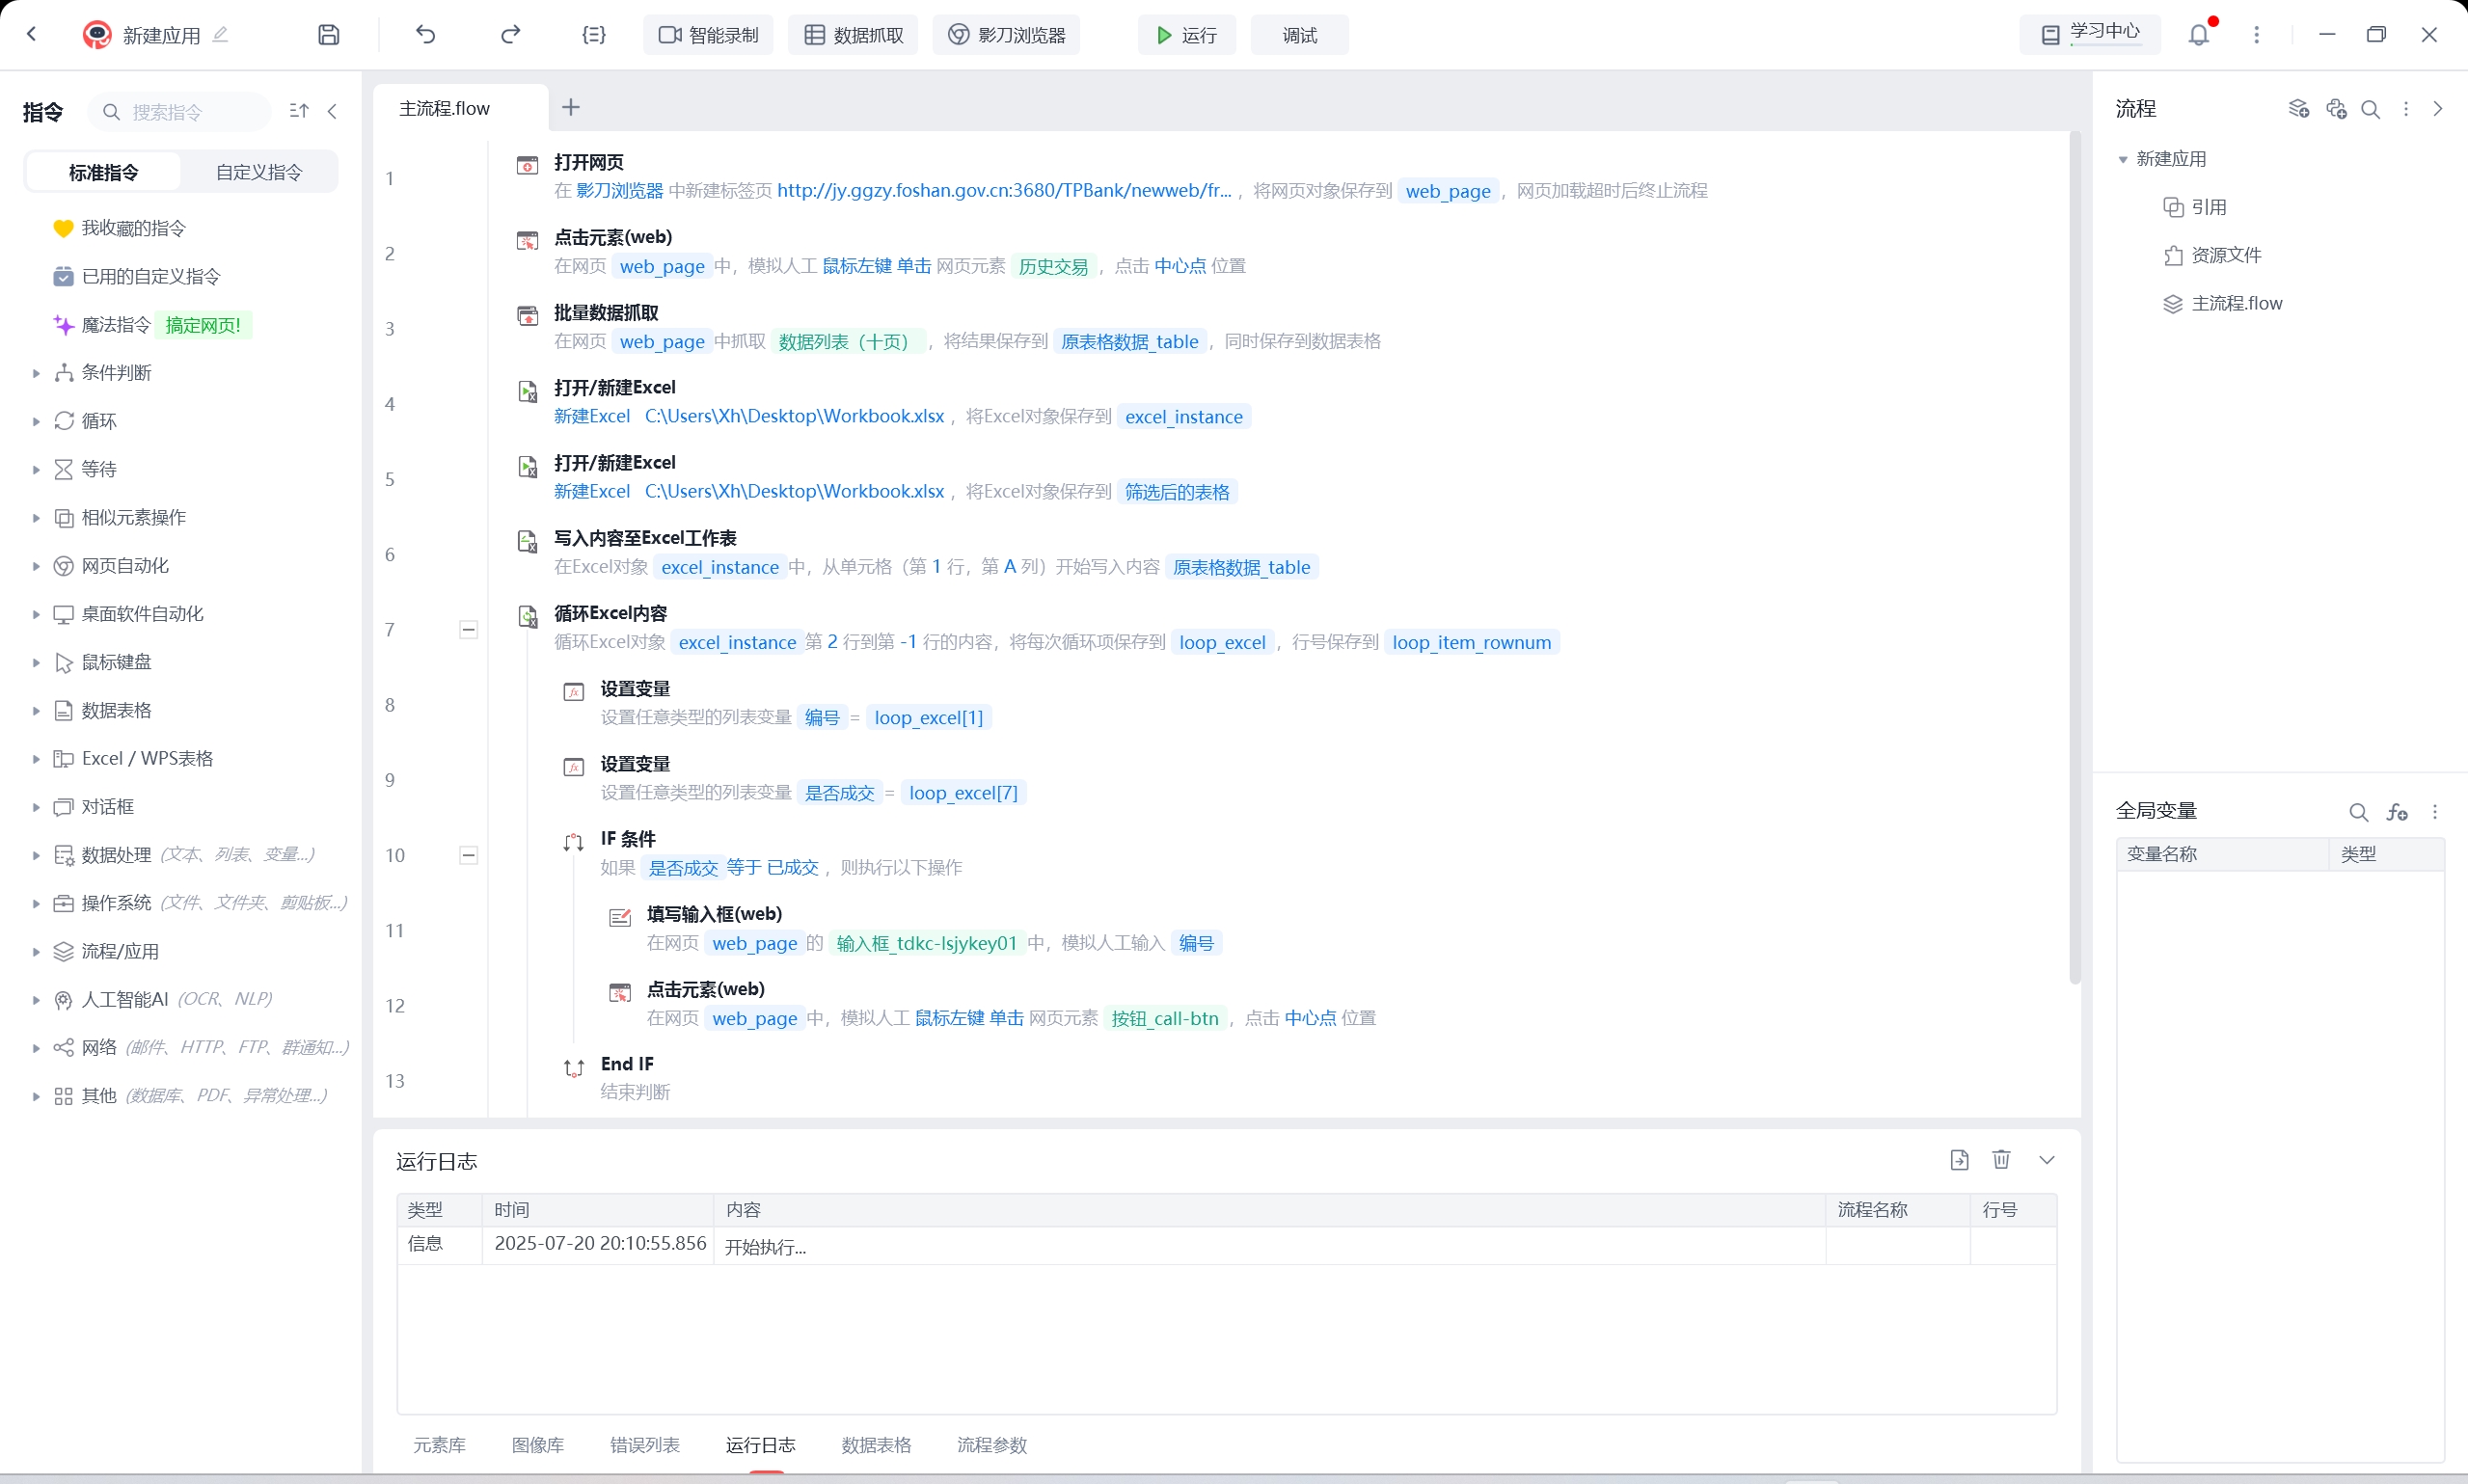 新建应用
智能录制
数据抓取
影刀浏览器
运行
调试
学习中心
指令
搜索指令
标准指令
自定义指令
我收藏的指令
已用的自定义指令
魔法指令 搞定网页!
条件判断
循环
等待
相似元素操作
网页自动化
桌面软件自动化
鼠标键盘
数据表格
Excel / WPS表格
对话框
数据处理 (文本、列表、变量...)
操作系统 (文件、文件夹、剪贴板...)
流程/应用
人工智能AI (OCR、NLP)
网络 (邮件、HTTP、FTP、群通知...)
其他 (数据库、PDF、异常处理...)
主流程.flow
1
打开网页
在 影刀浏览器 中新建标签页 http://jy.ggzy.foshan.gov.cn:3680/TPBank/newweb/fr... ，将网页对象保存到 web_page ，网页加载超时后终止流程
2
点击元素(web)
在网页 web_page 中，模拟人工 鼠标左键 单击 网页元素 历史交易 ，点击 中心点 位置
3
批量数据抓取
在网页 web_page 中抓取 数据列表（十页） ，将结果保存到 原表格数据_table ，同时保存到数据表格
4
打开/新建Excel
新建Excel C:\Users\Xh\Desktop\Workbook.xlsx ，将Excel对象保存到 excel_instance
5
打开/新建Excel
新建Excel C:\Users\Xh\Desktop\Workbook.xlsx ，将Excel对象保存到 筛选后的表格
6
写入内容至Excel工作表
在Excel对象 excel_instance 中，从单元格（第 1 行，第 A 列）开始写入内容 原表格数据_table
7
循环Excel内容
循环Excel对象 excel_instance 第 2 行到第 -1 行的内容，将每次循环项保存到 loop_excel ，行号保存到 loop_item_rownum
8
设置变量
设置任意类型的列表变量 编号 = loop_excel[1]
9
设置变量
设置任意类型的列表变量 是否成交 = loop_excel[7]
10
IF 条件
如果 是否成交 等于 已成交 ，则执行以下操作
11
填写输入框(web)
在网页 web_page 的 输入框_tdkc-lsjykey01 中，模拟人工输入 编号
12
点击元素(web)
在网页 web_page 中，模拟人工 鼠标左键 单击 网页元素 按钮_call-btn ，点击 中心点 位置
13
End IF
结束判断
运行日志
类型 时间 内容 流程名称 行号
信息 2025-07-20 20:10:55.856 开始执行...
元素库 图像库 错误列表 运行日志 数据表格 流程参数
流程
新建应用
引用
资源文件
主流程.flow
全局变量
变量名称 类型